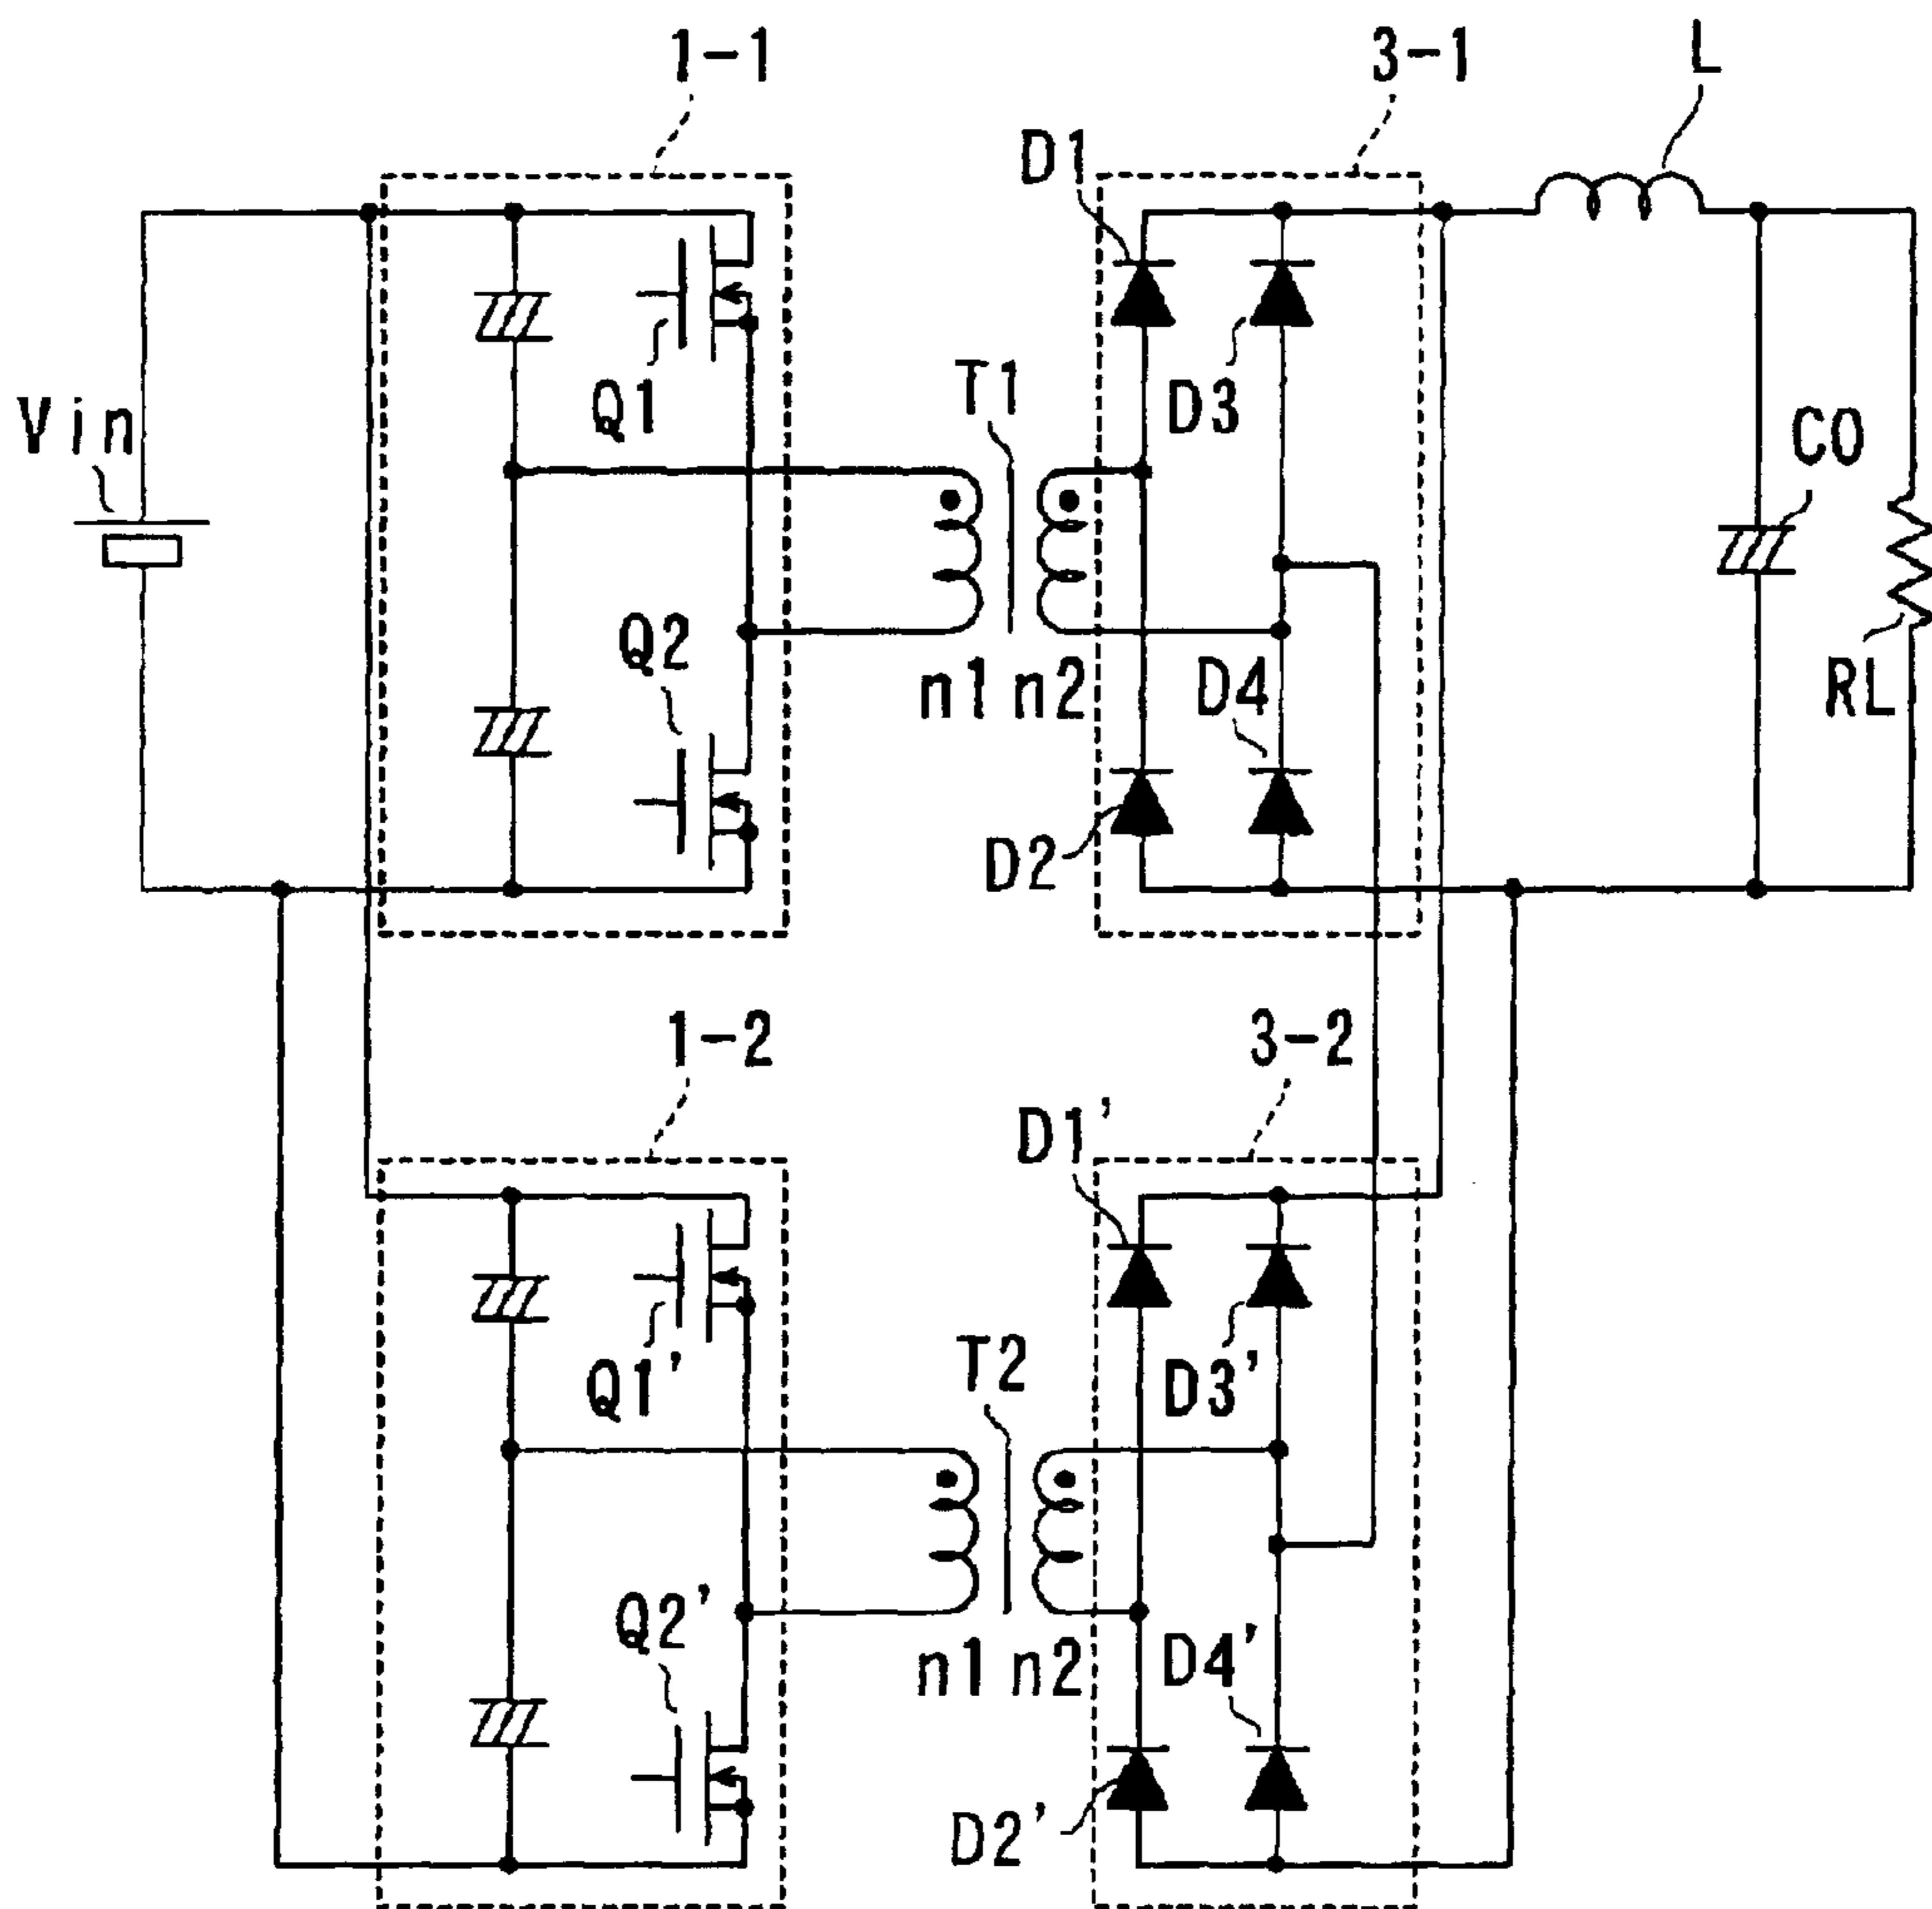 1-1
3-1
L
D1
Vin
Q1
T1
D3
CO
Q2
n1 n2
D4
RL
D2
1-2
3-2
D1'
Q1'
T2
D3'
Q2'
n1 n2
D4'
D2'